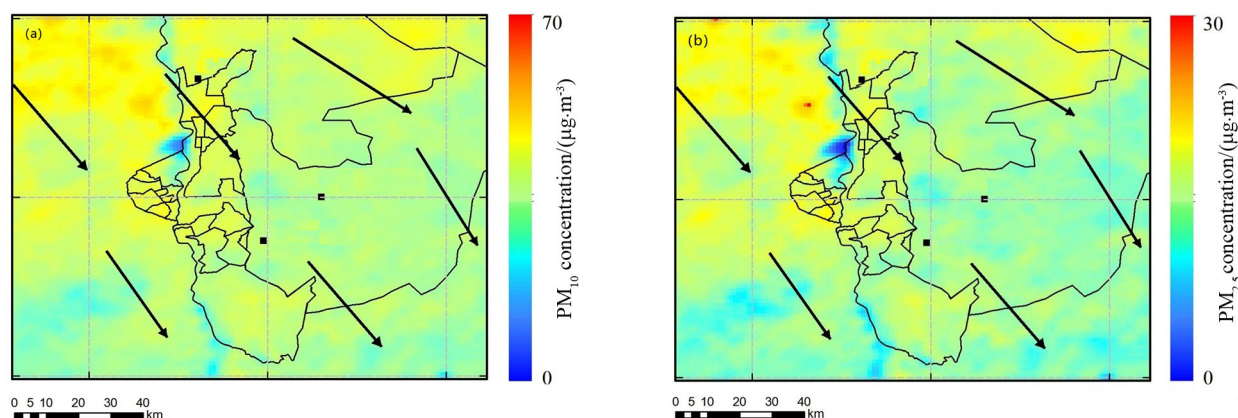 (a)
70
PM₁₀ concentration/(μg·m⁻³)
0
0 5 10 20 30 40 km
(b)
30
PM₂.₅ concentration/(μg·m⁻³)
0
0 5 10 20 30 40 km